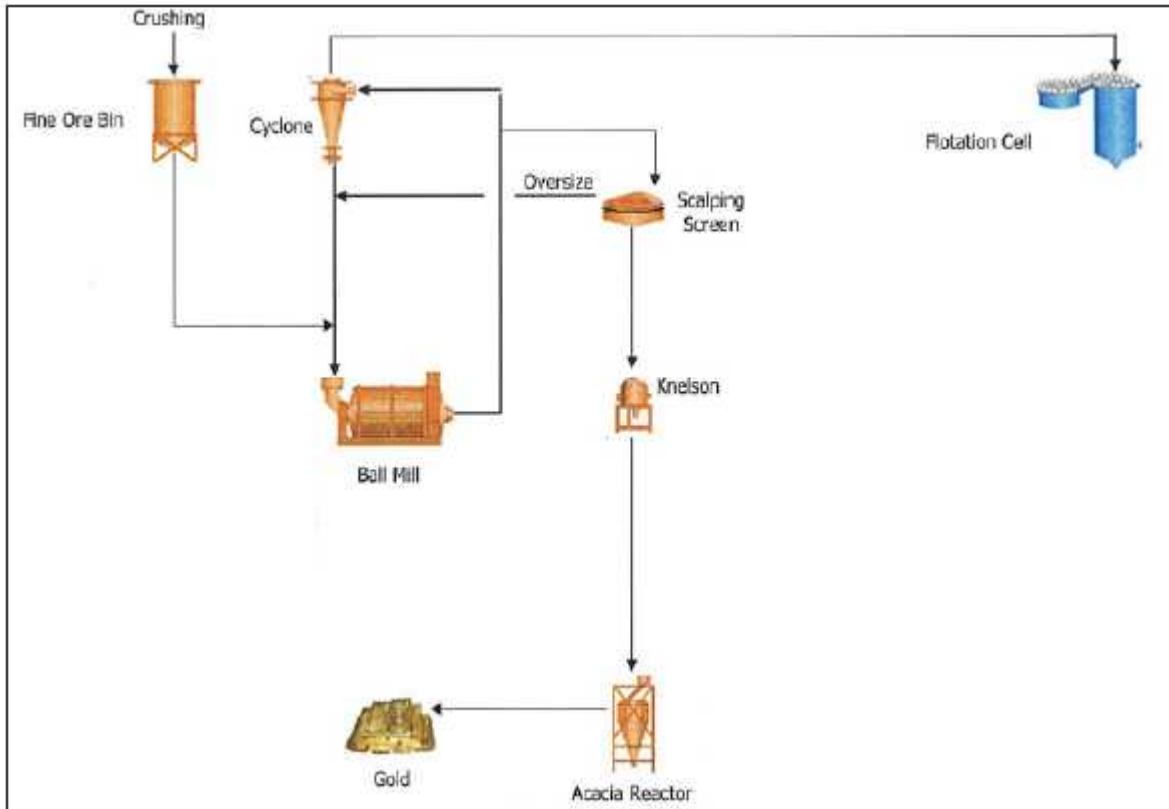 Crushing
Fine Ore Bin
Cyclone
Flotation Cell
Oversize
Scalping
Screen
Knelson
Ball Mill
Gold
Acacia Reactor